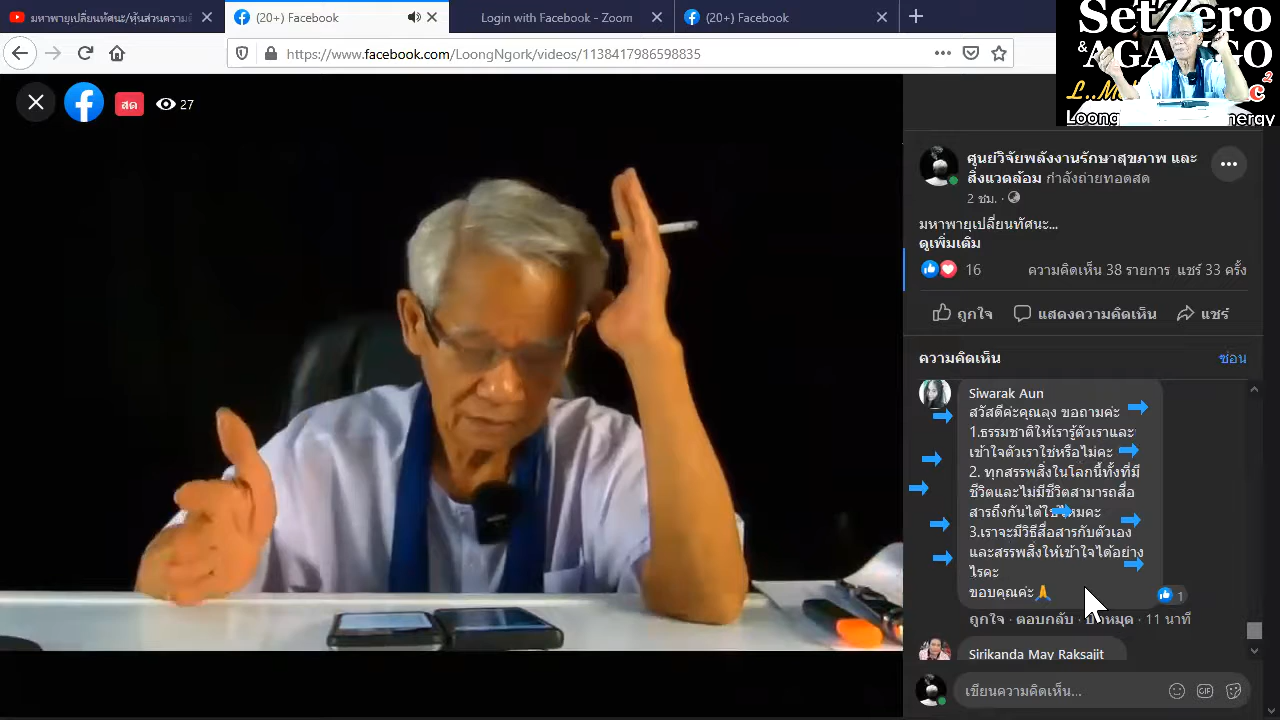 มหาพายุเปลี่ยนทัศนะ/หุ้นส่วนความ
(20+) Facebook
Login with Facebook - Zoom
(20+) Facebook
https://www.facebook.com/LoongNgork/videos/1138417986598835
SetZero
&
2
Loong
สด
27
ศูนย์วิจัยพลังงานรักษาสุขภาพ และ
สิ่งแวดล้อม กำลังถ่ายทอดสด
2 ชม.
มหาพายุเปลี่ยนทัศนะ...
ดูเพิ่มเติม
16
ความคิดเห็น 38 รายการ แชร์ 33 ครั้ง
ถูกใจ
แสดงความคิดเห็น
แชร์
ความคิดเห็น
ซ่อน
Siwarak Aun
สวัสดีค่ะคุณลุง ขอถามค่ะ
1.ธรรมชาติให้เรารู้ตัวเราและ
เข้าใจตัวเราใช่หรือไม่คะ
2. ทุกสรรพสิ่งในโลกนี้ทั้งที่มี
ชีวิตและไม่มีชีวิตสามารถสื่อ
สารถึงกันได้ใช่ไหมคะ
3.เราจะมีวิธีสื่อสารกับตัวเอง
และสรรพสิ่งให้เข้าใจได้อย่าง
ไรคะ
ขอบคุณค่ะ🙏
1
ถูกใจ · ตอบกลับ · ปักหมุด · 11 นาที
Sirikanda May Raksajit
เขียนความคิดเห็น...
GIF